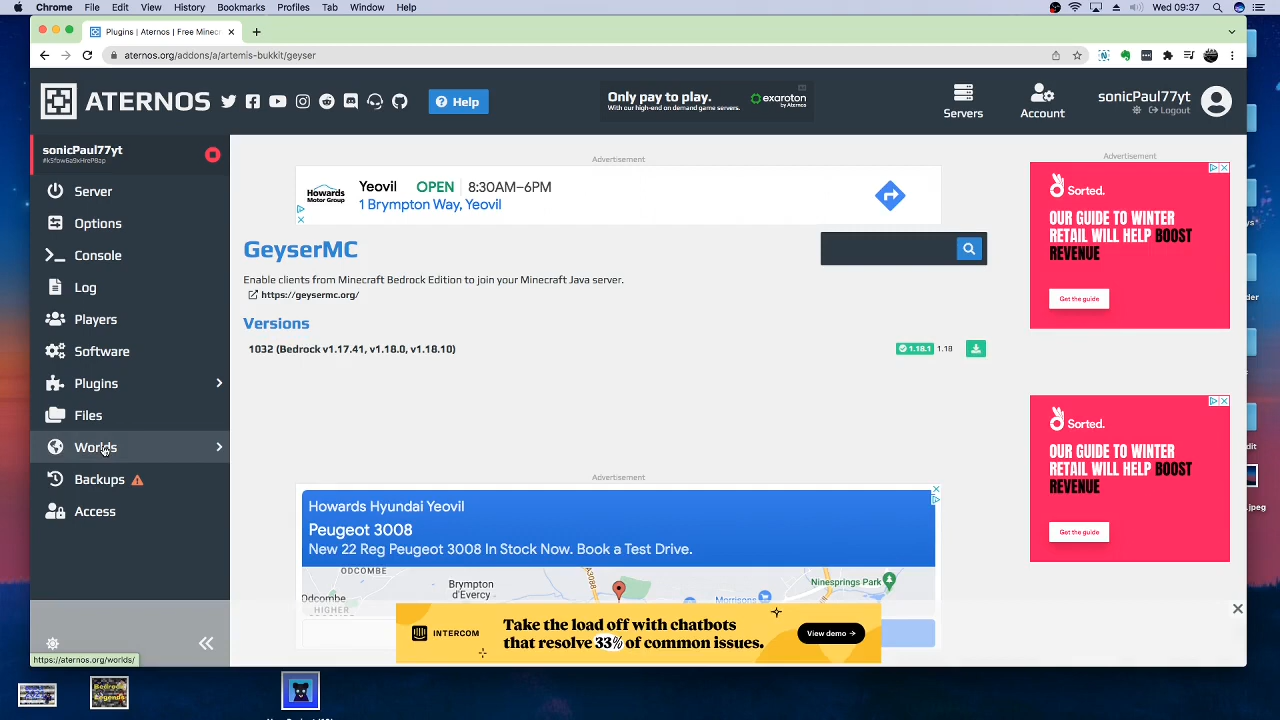 Chrome File Edit View History Bookmarks Profiles Tab Window Help Wed 09:37
Plugins | Aternos | Free Minecr
aternos.org/addons/a/artemis-bukkit/geyser
ATERNOS
Help
Only pay to play.
With our high-end on demand game servers.
exaroton
by Aternos
Servers
Account
sonicPaul77yt
Logout
sonicPaul77yt
Server
Options
Console
Log
Players
Software
Plugins
Files
Worlds
Backups
Access
Advertisement
Howards
Motor Group
Yeovil OPEN 8:30AM–6PM
1 Brympton Way, Yeovil
GeyserMC
Enable clients from Minecraft Bedrock Edition to join your Minecraft Java server.
https://geysermc.org/
Versions
1032 (Bedrock v1.17.41, v1.18.0, v1.18.10)
1.18.1 1.18
Advertisement
Howards Hyundai Yeovil
Peugeot 3008
New 22 Reg Peugeot 3008 In Stock Now. Book a Test Drive.
ODCOMBE
Odcombe
HIGHER
Brympton
d'Evercy
A3088
Morrisons
Ninesprings Park
Advertisement
Sorted.
OUR GUIDE TO WINTER
RETAIL WILL HELP BOOST
REVENUE
Get the guide
Sorted.
OUR GUIDE TO WINTER
RETAIL WILL HELP BOOST
REVENUE
Get the guide
INTERCOM
Take the load off with chatbots
that resolve 33% of common issues.
View demo →
https://aternos.org/worlds/
.jpeg